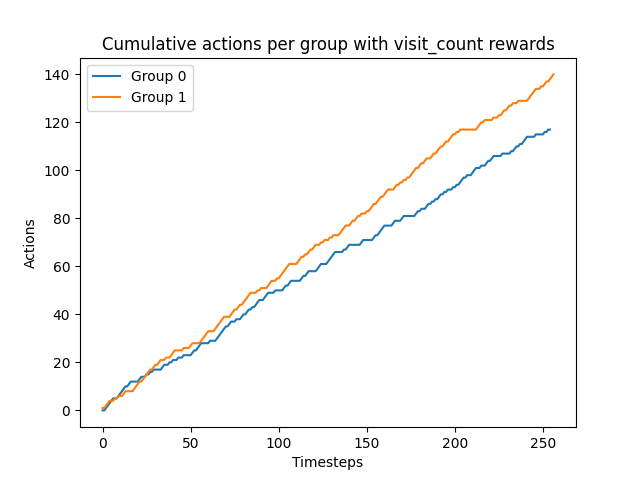 Cumulative actions per group with visit_count rewards
Group 0
Group 1
Actions
140
120
100
80
60
40
20
0
0 50 100 150 200 250
Timesteps